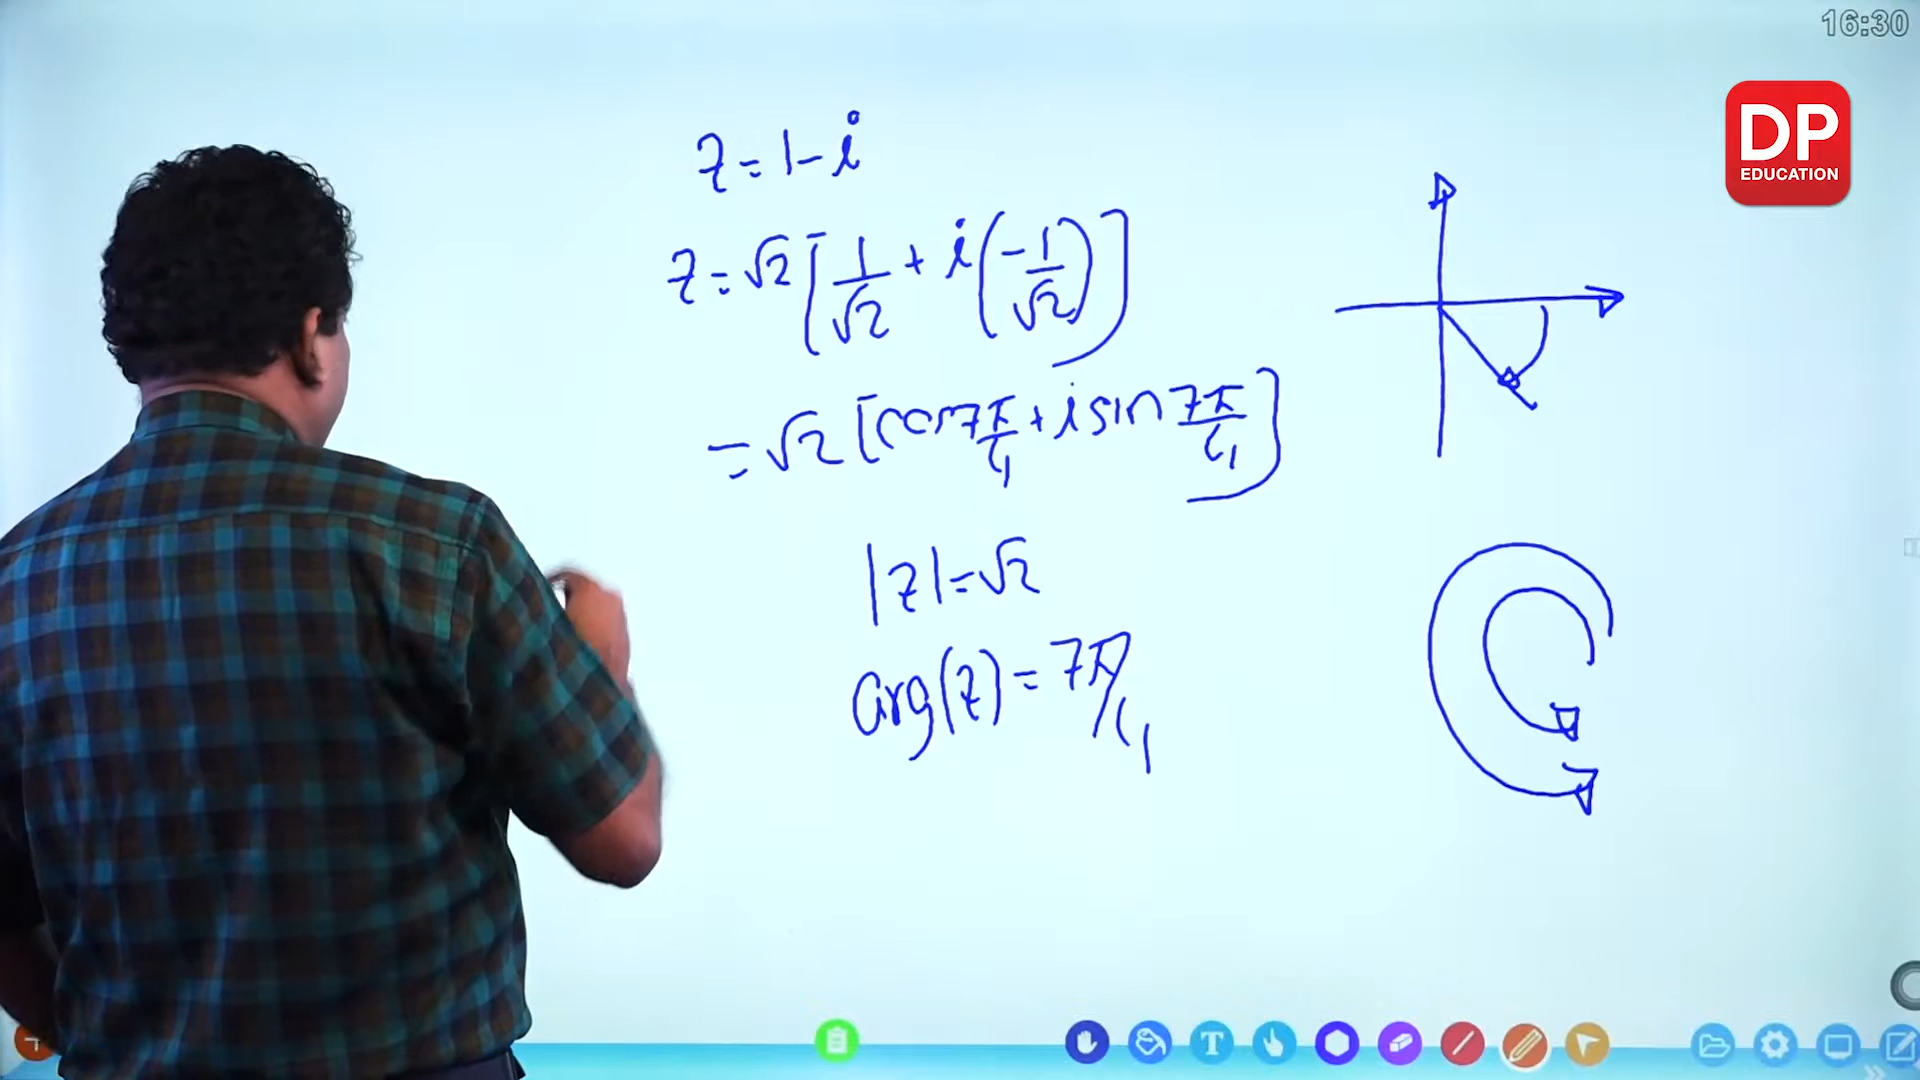 16:30
DP
EDUCATION
z = 1 - i
z = √2 [1/√2 + i(-1/√2)]
= √2 [cos 7π/4 + i sin 7π/4]
|z| = √2
arg(z) = 7π/4
T